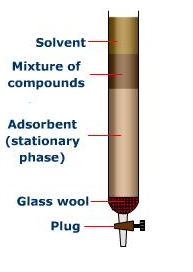 Solvent
Mixture of
compounds
Adsorbent
(stationary
phase)
Glass wool
Plug